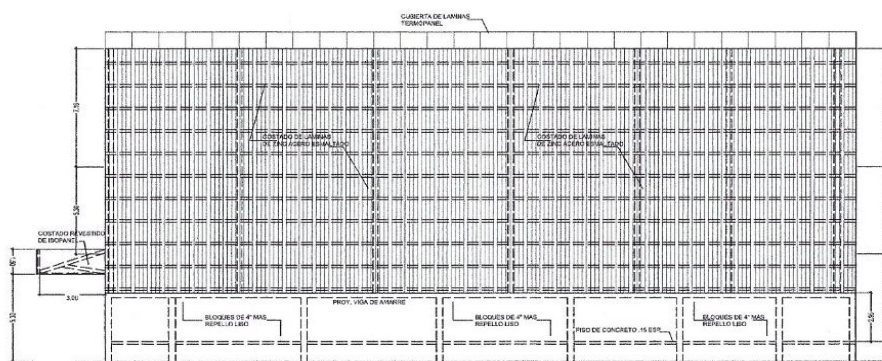 CUBIERTA DE LAMINAS
TERMOPANEL
COSTADO DE LAMINAS
DE ZINC ACERO ESMALTADO
COSTADO DE LAMINAS
DE ZINC ACERO ESMALTADO
COSTADO REVESTIDO
DE ISOPANEL
3.00
PROY. VIGA DE AMARRE
BLOQUES DE 4" MAS
REPELLO LISO
BLOQUES DE 4" MAS
REPELLO LISO
BLOQUES DE 4" MAS
REPELLO LISO
PISO DE CONCRETO .15 ESP.